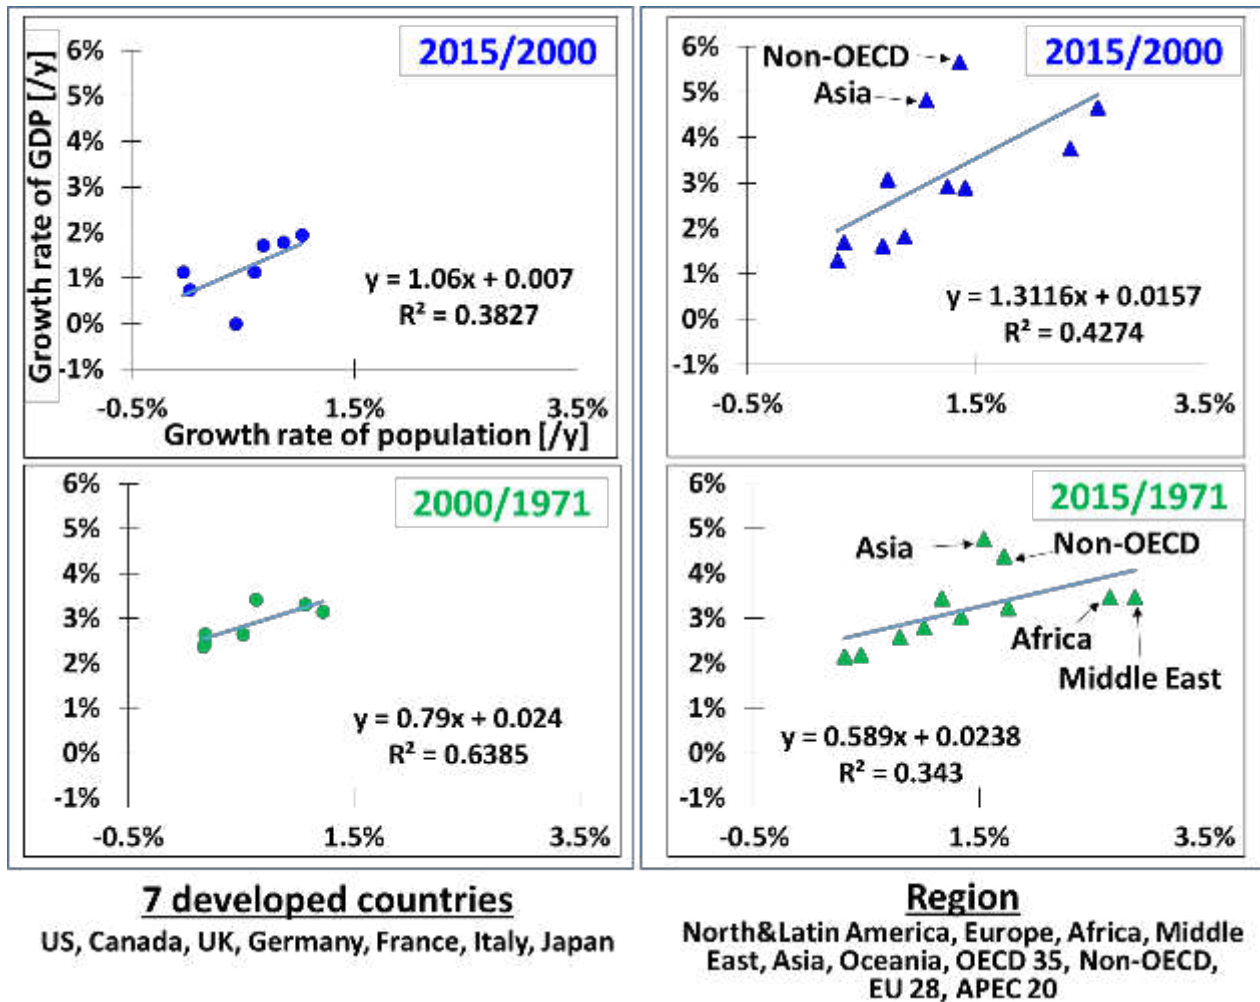 2015/2000
Growth rate of GDP [/y]
6%
5%
4%
3%
2%
1%
0%
-1%
y = 1.06x + 0.007
R² = 0.3827
-0.5% 1.5% 3.5%
Growth rate of population [/y]
2015/2000
6%
5%
4%
3%
2%
1%
0%
-1%
Non-OECD
Asia
y = 1.3116x + 0.0157
R² = 0.4274
-0.5% 1.5% 3.5%
2000/1971
6%
5%
4%
3%
2%
1%
0%
-1%
y = 0.79x + 0.024
R² = 0.6385
-0.5% 1.5% 3.5%
2015/1971
6%
5%
4%
3%
2%
1%
0%
-1%
Asia
Non-OECD
Africa
Middle East
y = 0.589x + 0.0238
R² = 0.343
-0.5% 1.5% 3.5%
7 developed countries
US, Canada, UK, Germany, France, Italy, Japan
Region
North&Latin America, Europe, Africa, Middle
East, Asia, Oceania, OECD 35, Non-OECD,
EU 28, APEC 20